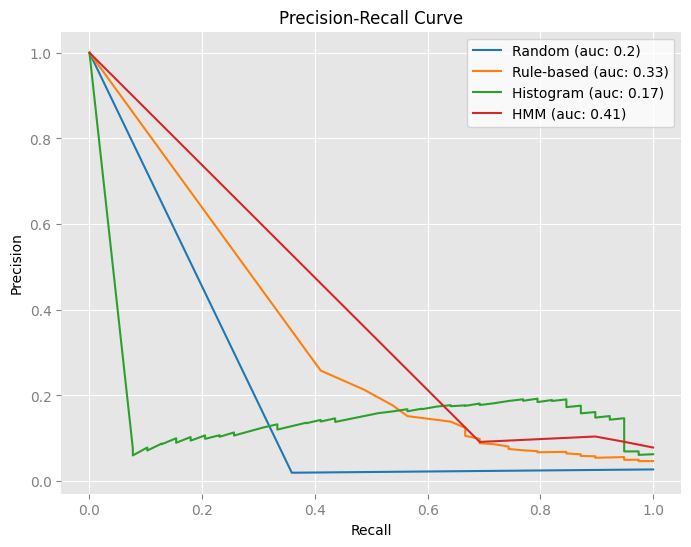 Precision-Recall Curve
Random (auc: 0.2)
Rule-based (auc: 0.33)
Histogram (auc: 0.17)
HMM (auc: 0.41)
Precision
1.0
0.8
0.6
0.4
0.2
0.0
0.0 0.2 0.4 0.6 0.8 1.0
Recall